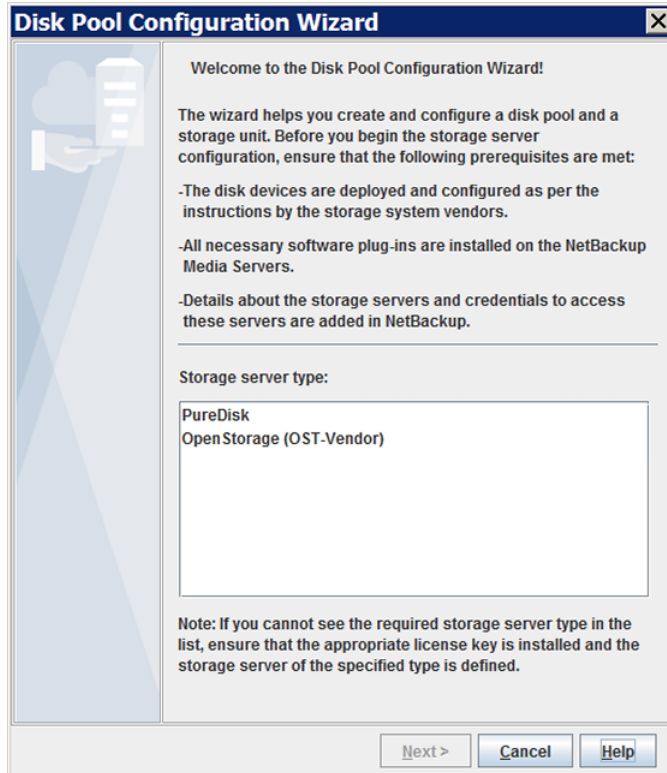 Disk Pool Configuration Wizard
Welcome to the Disk Pool Configuration Wizard!
The wizard helps you create and configure a disk pool and a
storage unit. Before you begin the storage server
configuration, ensure that the following prerequisites are met:
-The disk devices are deployed and configured as per the
instructions by the storage system vendors.
-All necessary software plug-ins are installed on the NetBackup
Media Servers.
-Details about the storage servers and credentials to access
these servers are added in NetBackup.
Storage server type:
PureDisk
OpenStorage (OST-Vendor)
Note: If you cannot see the required storage server type in the
list, ensure that the appropriate license key is installed and the
storage server of the specified type is defined.
Next >
Cancel
Help